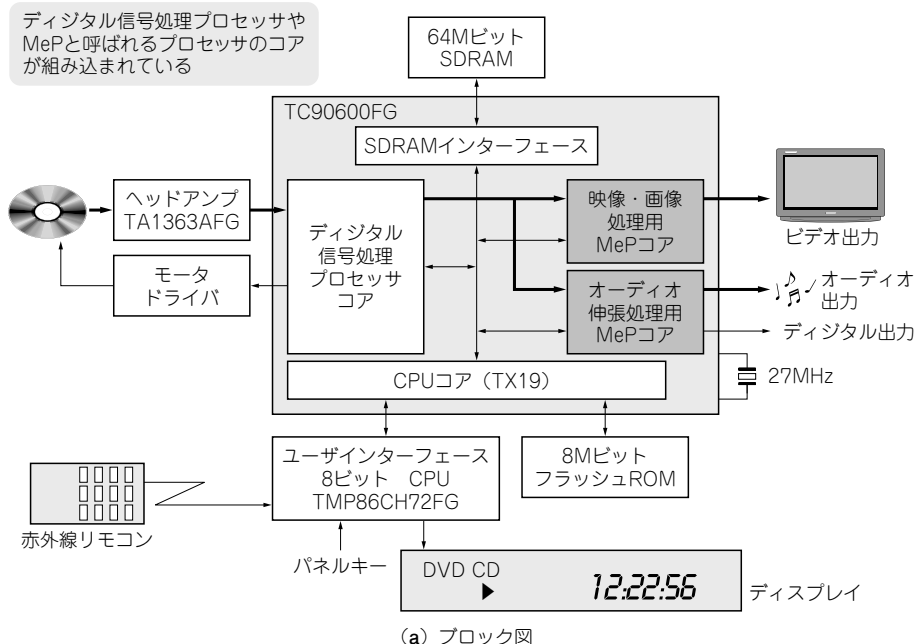 ディジタル信号処理プロセッサや
MePと呼ばれるプロセッサのコア
が組み込まれている
64Mビット
SDRAM
TC90600FG
SDRAMインターフェース
ヘッドアンプ
TA1363AFG
モータ
ドライバ
ディジタル
信号処理
プロセッサ
コア
映像・画像
処理用
MePコア
ビデオ出力
オーディオ
伸張処理用
MePコア
オーディオ
出力
ディジタル出力
CPUコア（TX19）
27MHz
ユーザインターフェース
8ビット CPU
TMP86CH72FG
8Mビット
フラッシュROM
赤外線リモコン
パネルキー
DVD CD
12:22:56
ディスプレイ
（a）ブロック図